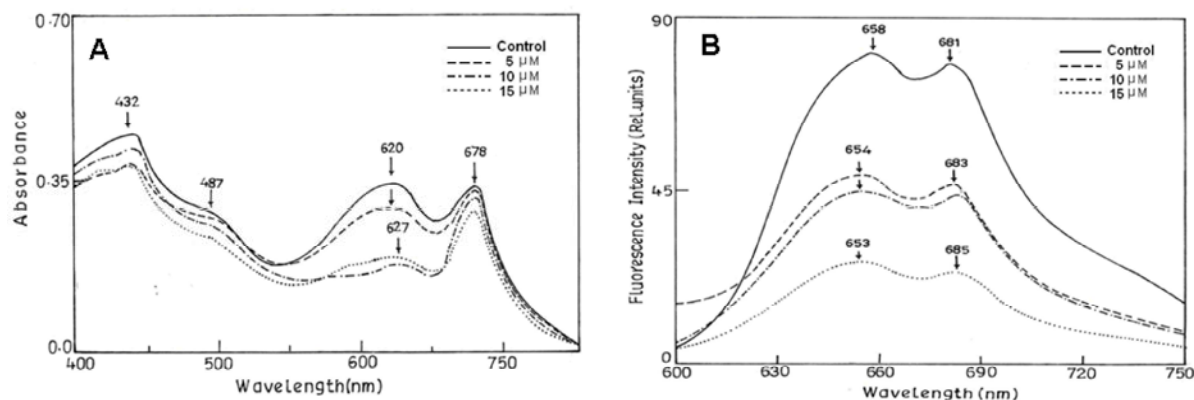 0.70
A
Control
5 μM
10 μM
15 μM
432
487
620
627
678
Absorbance
0.35
0.0
400
500
600
750
Wavelength(nm)
90
B
Control
5 μM
10 μM
15 μM
658
681
654
683
653
685
Fluorescence Intensity (Rel.units)
45
0
600
630
660
690
720
750
Wavelength(nm)